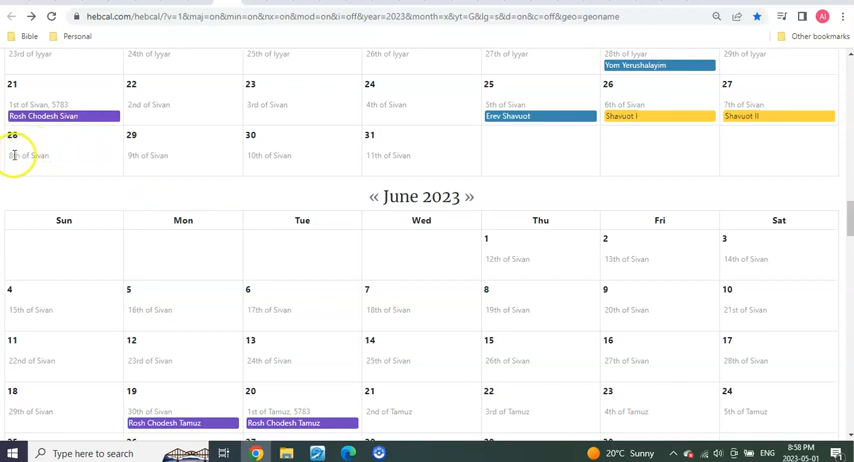 hebcal.com/hebcal/?v=1&maj=on&min=on&nx=on&mod=on&i=off&year=2023&month=x&yt=G&lg=s&d=on&c=off&geo=geoname
AI
Bible Personal Other bookmarks
23rd of Iyyar 24th of Iyyar 25th of Iyyar 26th of Iyyar 27th of Iyyar 28th of Iyyar 29th of Iyyar
Yom Yerushalayim
21 22 23 24 25 26 27
1st of Sivan, 5783 2nd of Sivan 3rd of Sivan 4th of Sivan 5th of Sivan 6th of Sivan 7th of Sivan
Rosh Chodesh Sivan Erev Shavuot Shavuot I Shavuot II
28 29 30 31
8th of Sivan 9th of Sivan 10th of Sivan 11th of Sivan
« June 2023 »
Sun Mon Tue Wed Thu Fri Sat
1 2 3
12th of Sivan 13th of Sivan 14th of Sivan
4 5 6 7 8 9 10
15th of Sivan 16th of Sivan 17th of Sivan 18th of Sivan 19th of Sivan 20th of Sivan 21st of Sivan
11 12 13 14 15 16 17
22nd of Sivan 23rd of Sivan 24th of Sivan 25th of Sivan 26th of Sivan 27th of Sivan 28th of Sivan
18 19 20 21 22 23 24
29th of Sivan 30th of Sivan 1st of Tamuz, 5783 2nd of Tamuz 3rd of Tamuz 4th of Tamuz 5th of Tamuz
Rosh Chodesh Tamuz Rosh Chodesh Tamuz
Type here to search 20°C Sunny ENG 8:58 PM
2023-05-01